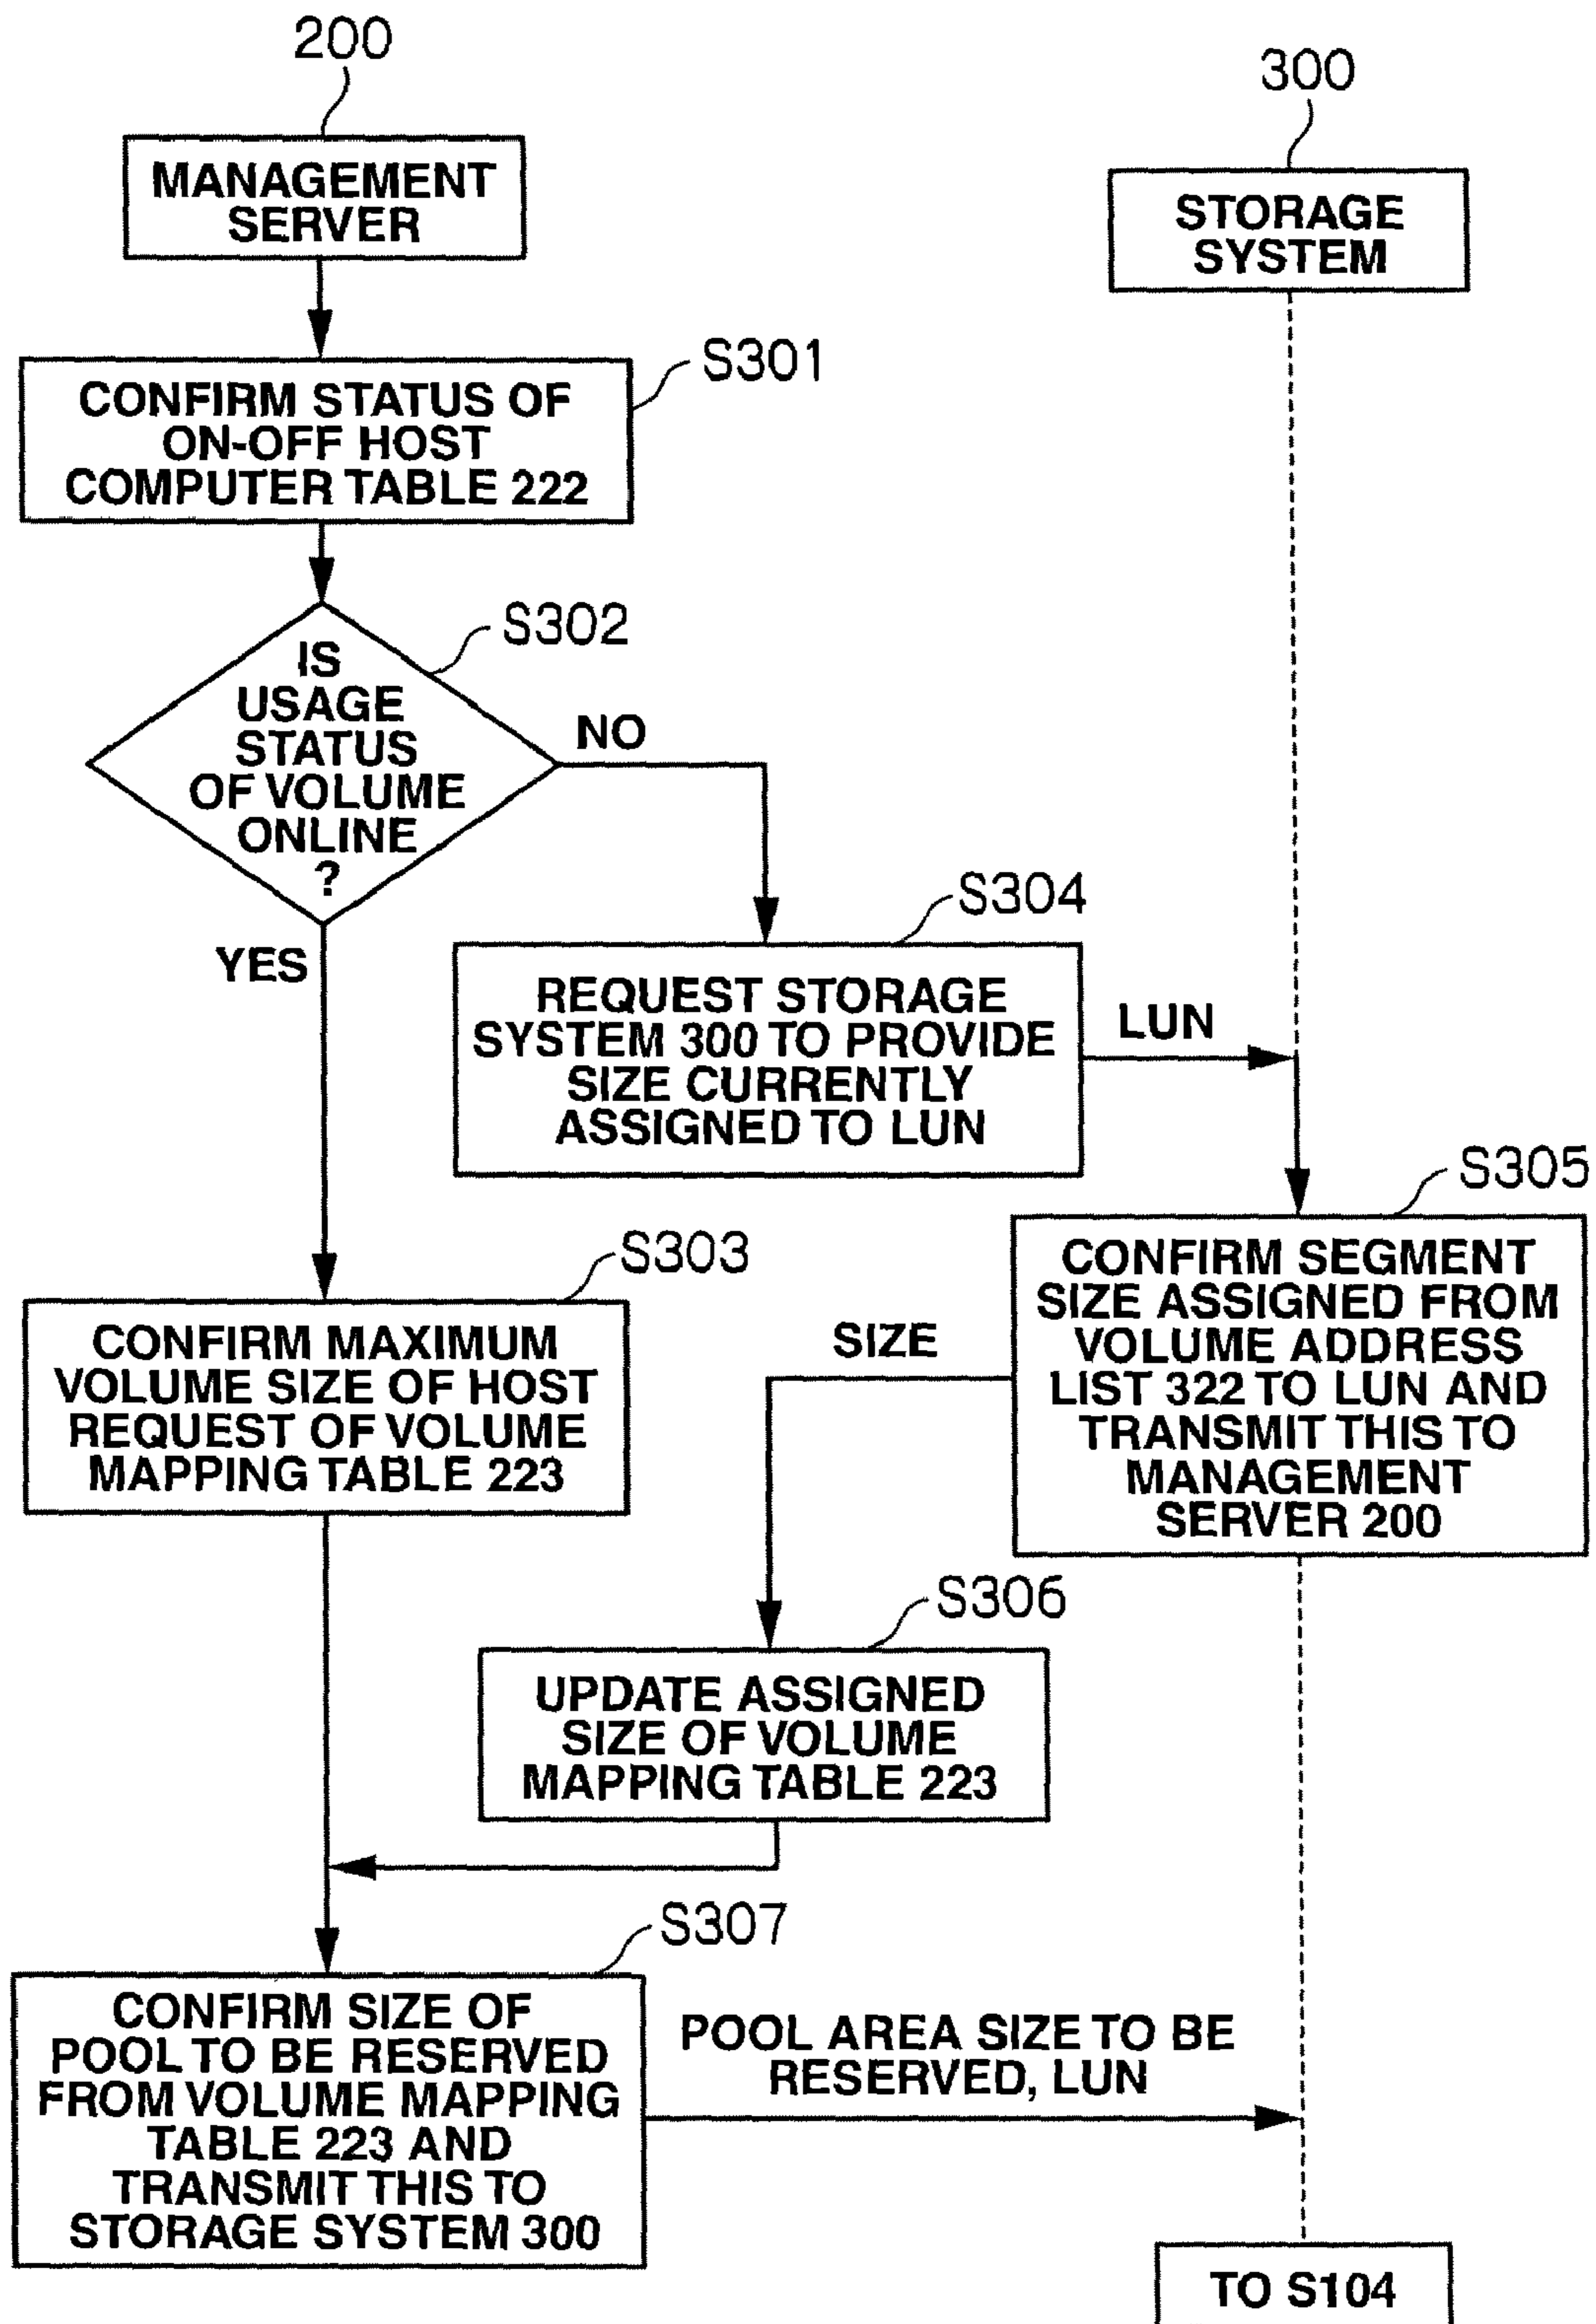 200
300
MANAGEMENT
SERVER
STORAGE
SYSTEM
S301
CONFIRM STATUS OF
ON-OFF HOST
COMPUTER TABLE 222
S302
IS
USAGE
STATUS
OF VOLUME
ONLINE
?
NO
YES
S304
REQUEST STORAGE
SYSTEM 300 TO PROVIDE
SIZE CURRENTLY
ASSIGNED TO LUN
LUN
S305
CONFIRM SEGMENT
SIZE ASSIGNED FROM
VOLUME ADDRESS
LIST 322 TO LUN AND
TRANSMIT THIS TO
MANAGEMENT
SERVER 200
S303
CONFIRM MAXIMUM
VOLUME SIZE OF HOST
REQUEST OF VOLUME
MAPPING TABLE 223
SIZE
S306
UPDATE ASSIGNED
SIZE OF VOLUME
MAPPING TABLE 223
S307
CONFIRM SIZE OF
POOL TO BE RESERVED
FROM VOLUME MAPPING
TABLE 223 AND
TRANSMIT THIS TO
STORAGE SYSTEM 300
POOL AREA SIZE TO BE
RESERVED, LUN
TO S104